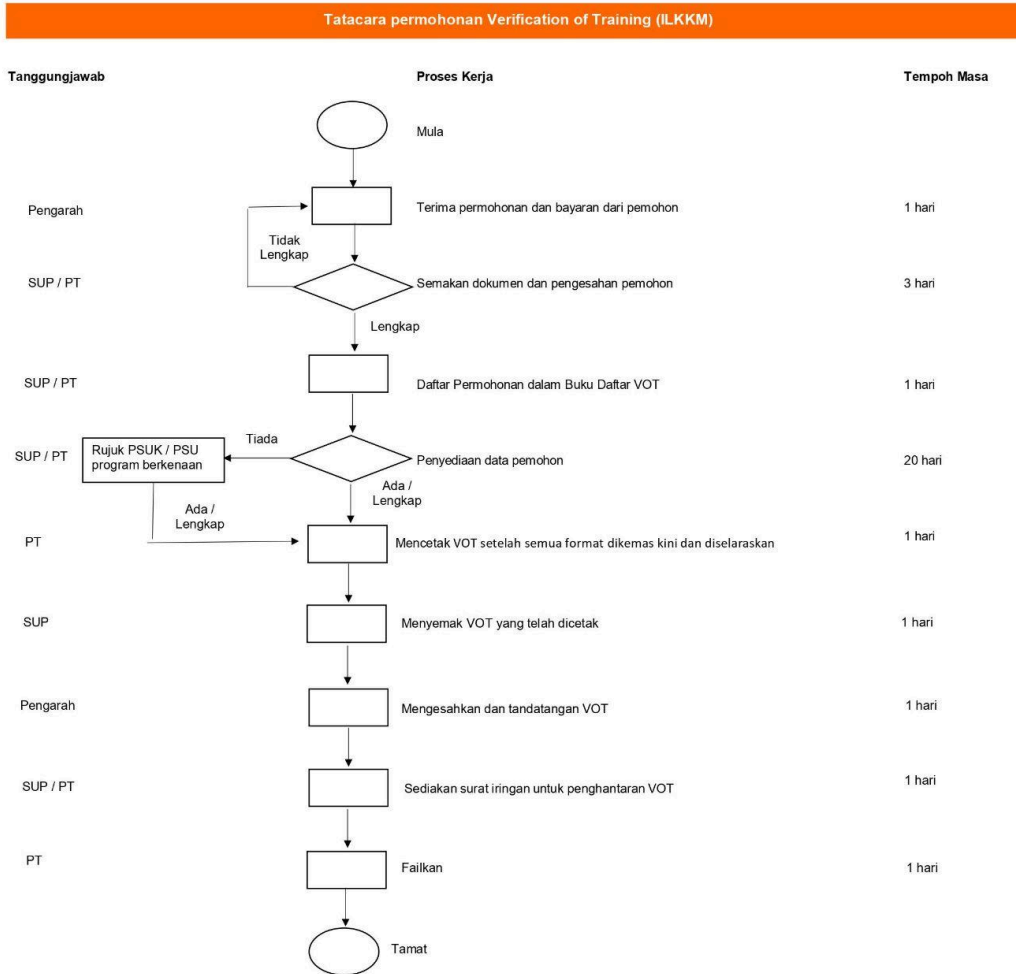 Tatacara permohonan Verification of Training (ILKKM)
Tanggungjawab
Proses Kerja
Tempoh Masa
Mula
Pengarah
Terima permohonan dan bayaran dari pemohon
1 hari
Tidak
Lengkap
SUP / PT
Semakan dokumen dan pengesahan pemohon
3 hari
Lengkap
SUP / PT
Daftar Permohonan dalam Buku Daftar VOT
1 hari
SUP / PT
Rujuk PSUK / PSU
program berkenaan
Tiada
Penyediaan data pemohon
20 hari
Ada /
Lengkap
Ada /
Lengkap
PT
Mencetak VOT setelah semua format dikemas kini dan diselaraskan
1 hari
SUP
Menyemak VOT yang telah dicetak
1 hari
Pengarah
Mengesahkan dan tandatangan VOT
1 hari
SUP / PT
Sediakan surat iringan untuk penghantaran VOT
1 hari
PT
Failkan
1 hari
Tamat